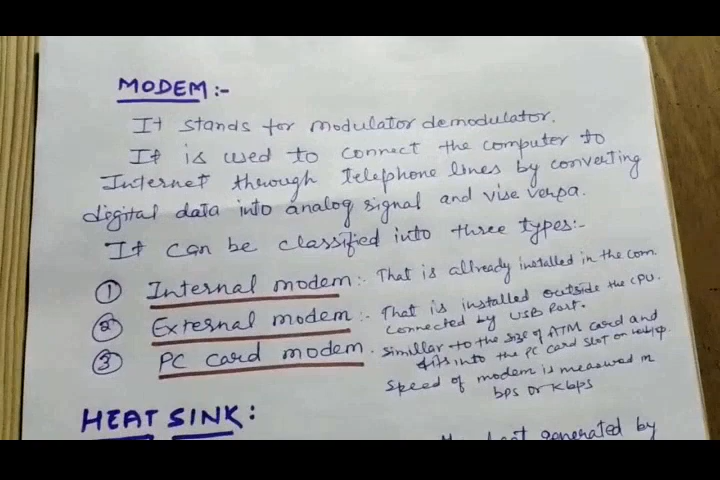 MODEM :-
It stands for modulator demodulator.
It is used to connect the computer to
Internet through telephone lines by converting
digital data into analog signal and vise verpa.
It can be classified into three types:-
① Internal modem :- That is allready installed in the com.
② External modem :- That is installed outside the CPU.
connected by USB Port.
③ PC card modem . simillar to the size of ATM card and
fits into the PC card slot on
speed of modem is measured in
bps or kbps
HEAT SINK :
heat generated by